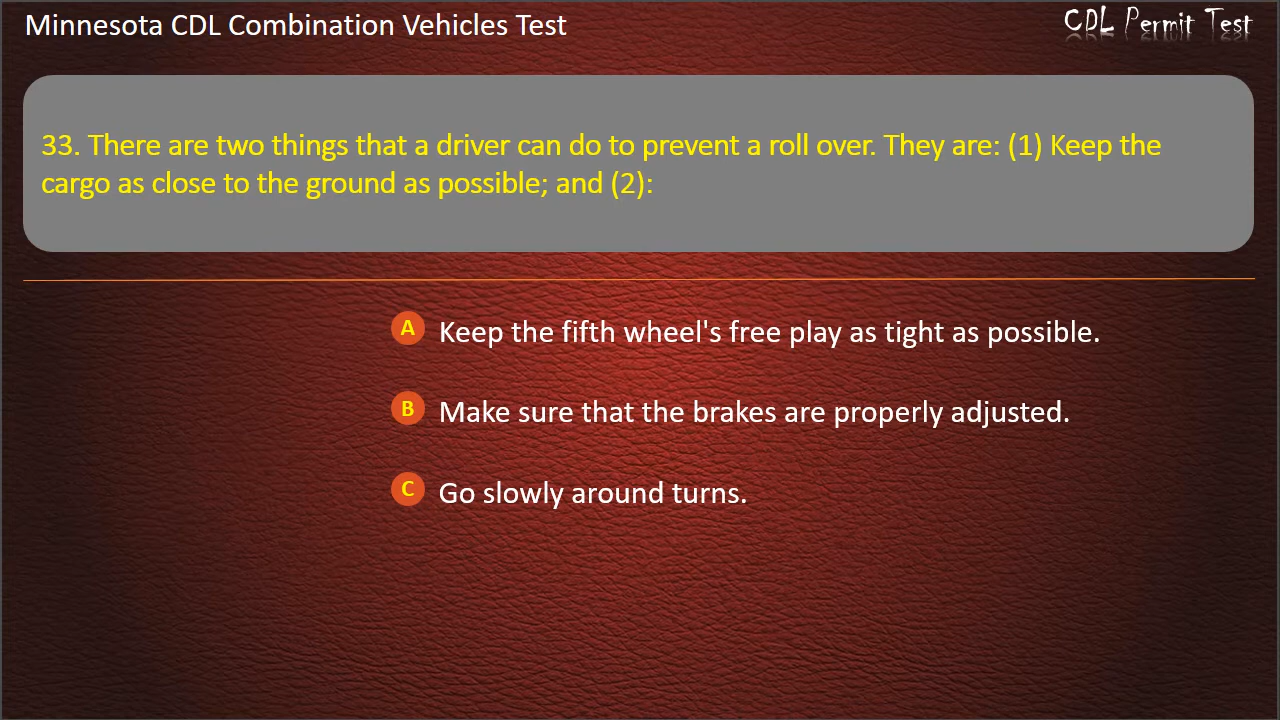 Minnesota CDL Combination Vehicles Test
CDL Permit Test
33. There are two things that a driver can do to prevent a roll over. They are: (1) Keep the
cargo as close to the ground as possible; and (2):
A Keep the fifth wheel's free play as tight as possible.
B Make sure that the brakes are properly adjusted.
C Go slowly around turns.